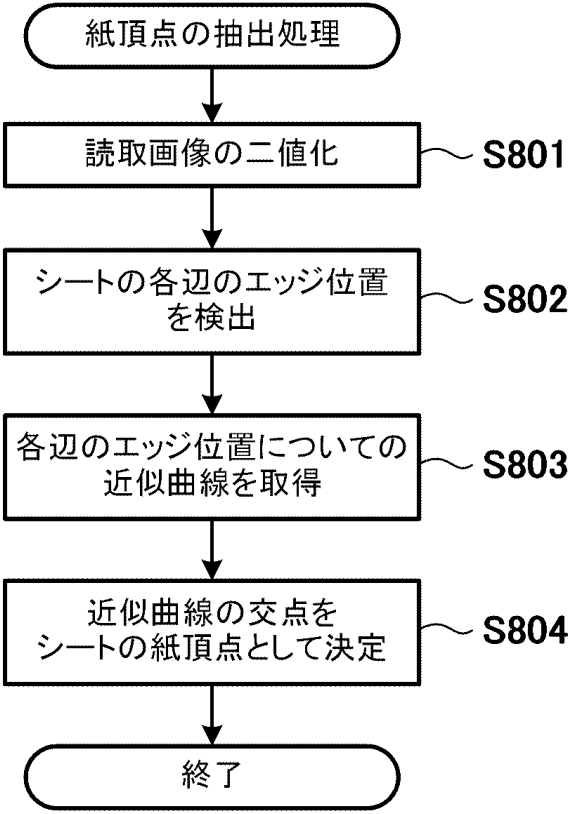 紙頂点の抽出処理
読取画像の二値化
S801
シートの各辺のエッジ位置
を検出
S802
各辺のエッジ位置についての
近似曲線を取得
S803
近似曲線の交点を
シートの紙頂点として決定
S804
終了